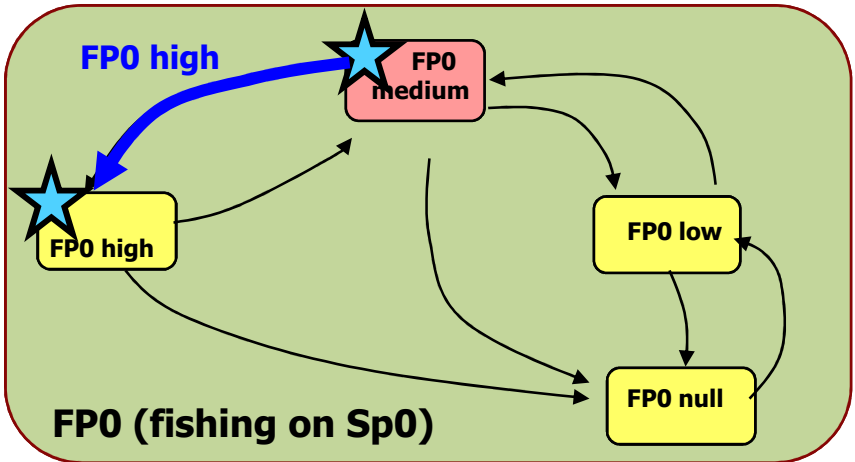 FP0 high
FP0
medium
FP0 high
FP0 low
FP0 null
FP0 (fishing on Sp0)